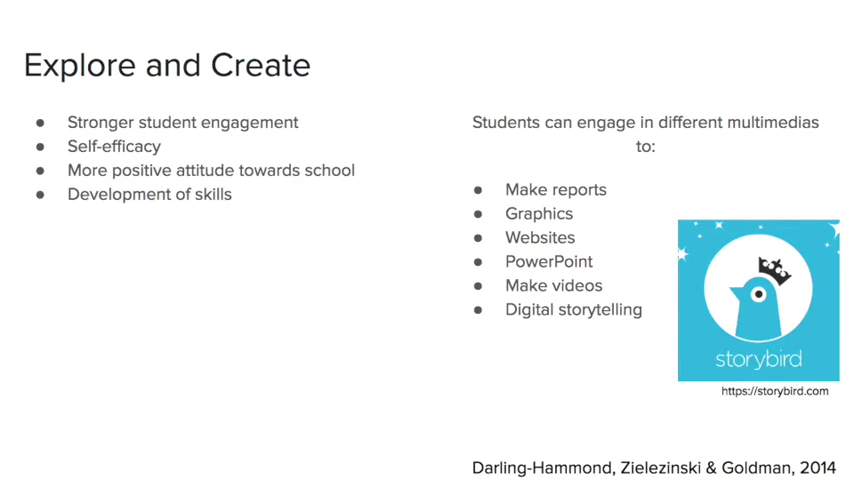 Explore and Create
● Stronger student engagement
● Self-efficacy
● More positive attitude towards school
● Development of skills
Students can engage in different multimedias
to:
● Make reports
● Graphics
● Websites
● PowerPoint
● Make videos
● Digital storytelling
storybird
https://storybird.com
Darling-Hammond, Zielezinski & Goldman, 2014